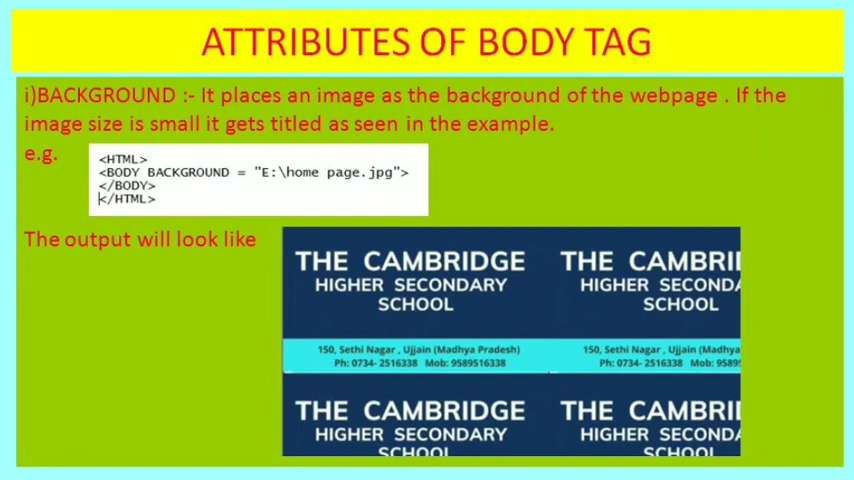 ATTRIBUTES OF BODY TAG
i)BACKGROUND :- It places an image as the background of the webpage . If the
image size is small it gets titled as seen in the example.
e.g.
<HTML>
<BODY BACKGROUND = "E:\home page.jpg">
</BODY>
</HTML>
The output will look like
THE CAMBRIDGE THE CAMBRI
HIGHER SECONDARY HIGHER SECONDA
SCHOOL SCHOOL
150, Sethi Nagar , Ujjain (Madhya Pradesh) 150, Sethi Nagar , Ujjain (Madhya
Ph: 0734- 2516338 Mob: 9589516338 Ph: 0734- 2516338 Mob: 9589
THE CAMBRIDGE THE CAMBRI
HIGHER SECONDARY HIGHER SECONDA
SCHOOL SCHOOL